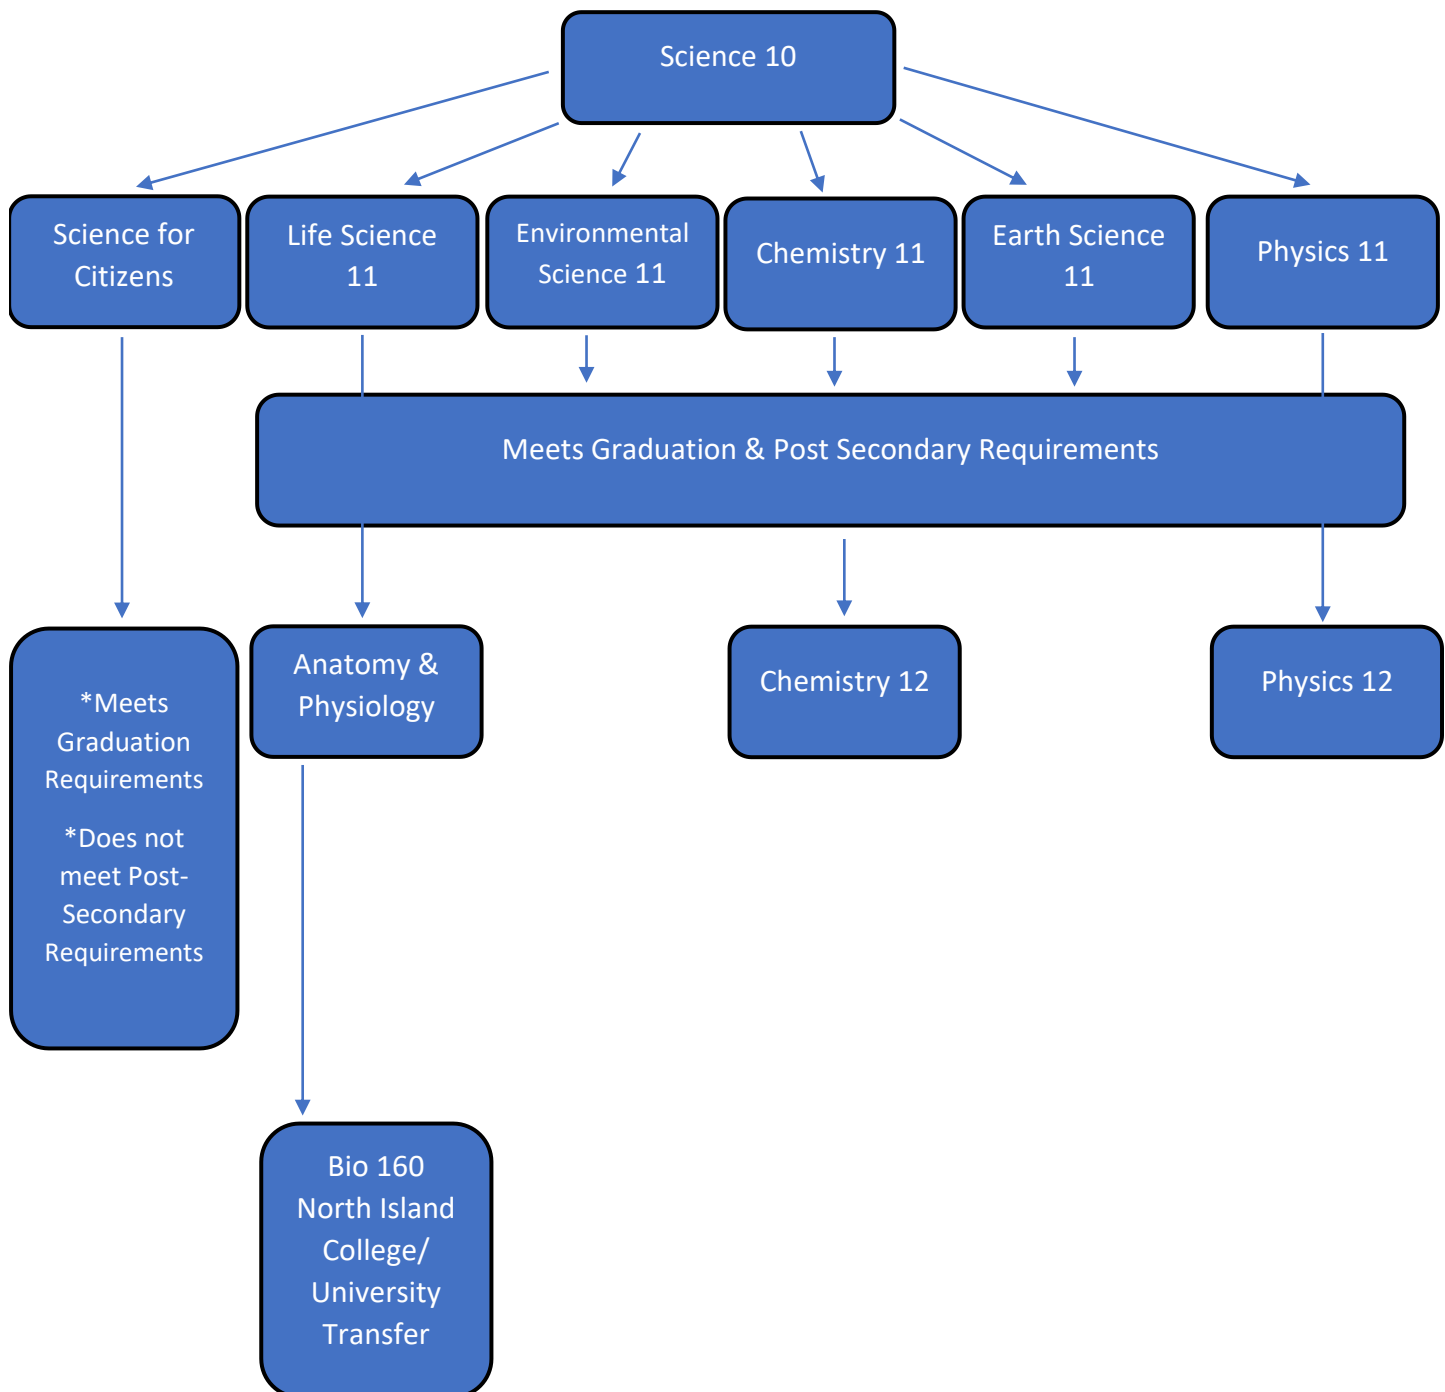 Science 10
Science for
Citizens
Life Science
11
Environmental
Science 11
Chemistry 11
Earth Science
11
Physics 11
Meets Graduation & Post Secondary Requirements
*Meets
Graduation
Requirements
*Does not
meet Post-
Secondary
Requirements
Anatomy &
Physiology
Chemistry 12
Physics 12
Bio 160
North Island
College/
University
Transfer